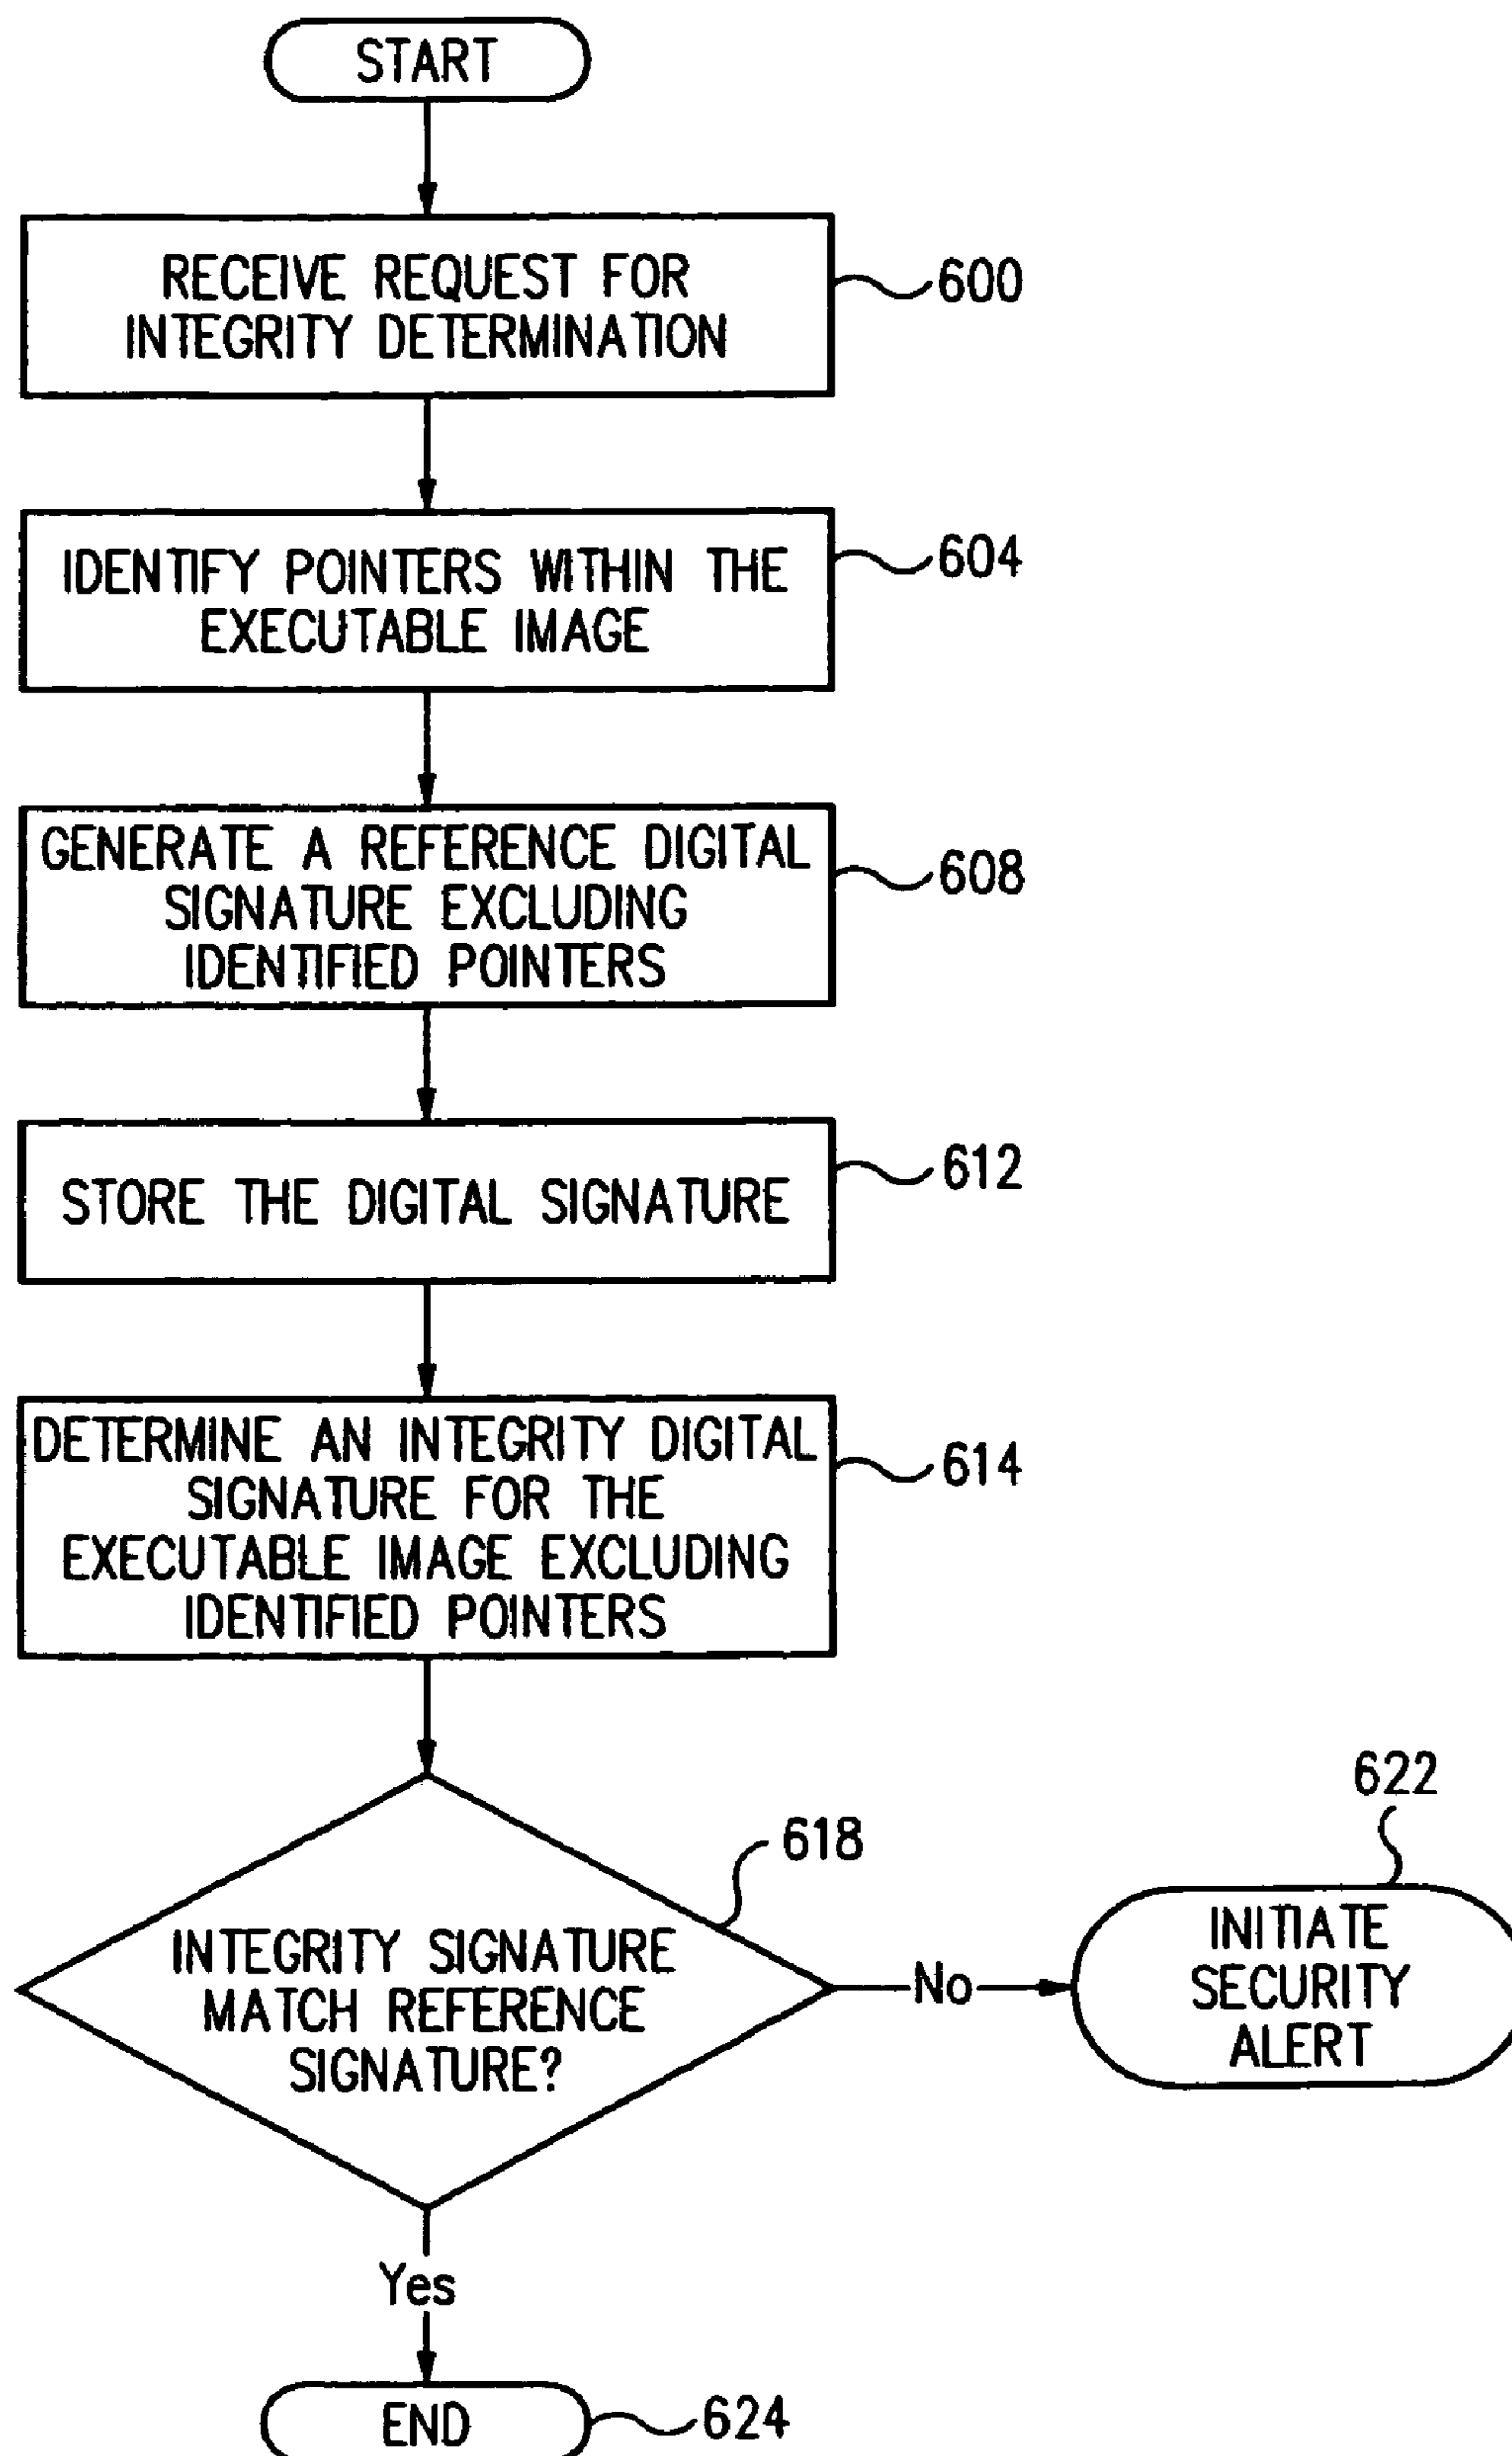 START
RECEIVE REQUEST FOR
INTEGRITY DETERMINATION
600
IDENTIFY POINTERS WITHIN THE
EXECUTABLE IMAGE
604
GENERATE A REFERENCE DIGITAL
SIGNATURE EXCLUDING
IDENTIFIED POINTERS
608
STORE THE DIGITAL SIGNATURE
612
DETERMINE AN INTEGRITY DIGITAL
SIGNATURE FOR THE
EXECUTABLE IMAGE EXCLUDING
IDENTIFIED POINTERS
614
INTEGRITY SIGNATURE
MATCH REFERENCE
SIGNATURE?
618
No
622
INITIATE
SECURITY
ALERT
Yes
END
624